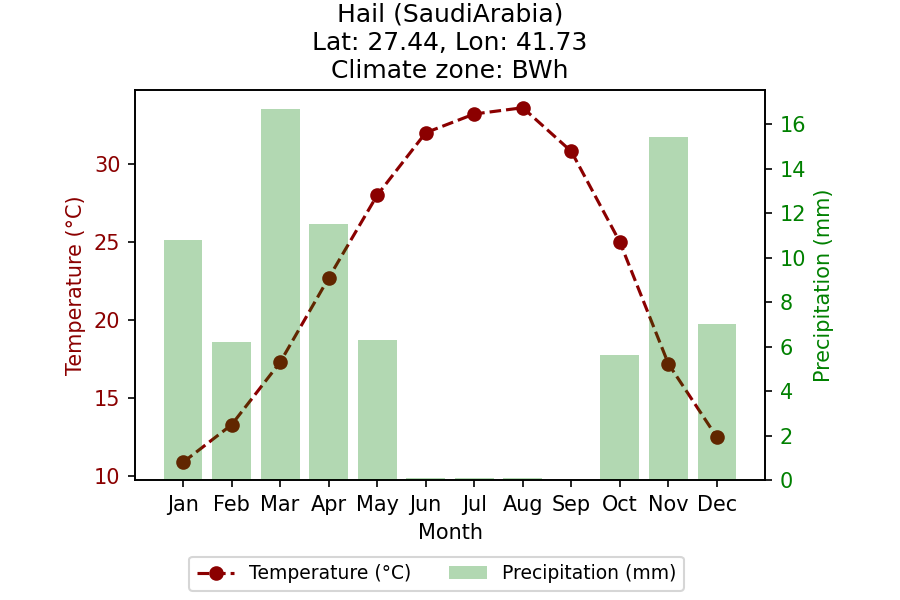 Hail (SaudiArabia)
Lat: 27.44, Lon: 41.73
Climate zone: BWh
Temperature (°C)
30
25
20
15
10
16
14
12
10
8
6
4
2
0
Precipitation (mm)
Jan Feb Mar Apr May Jun Jul Aug Sep Oct Nov Dec
Month
Temperature (°C) Precipitation (mm)